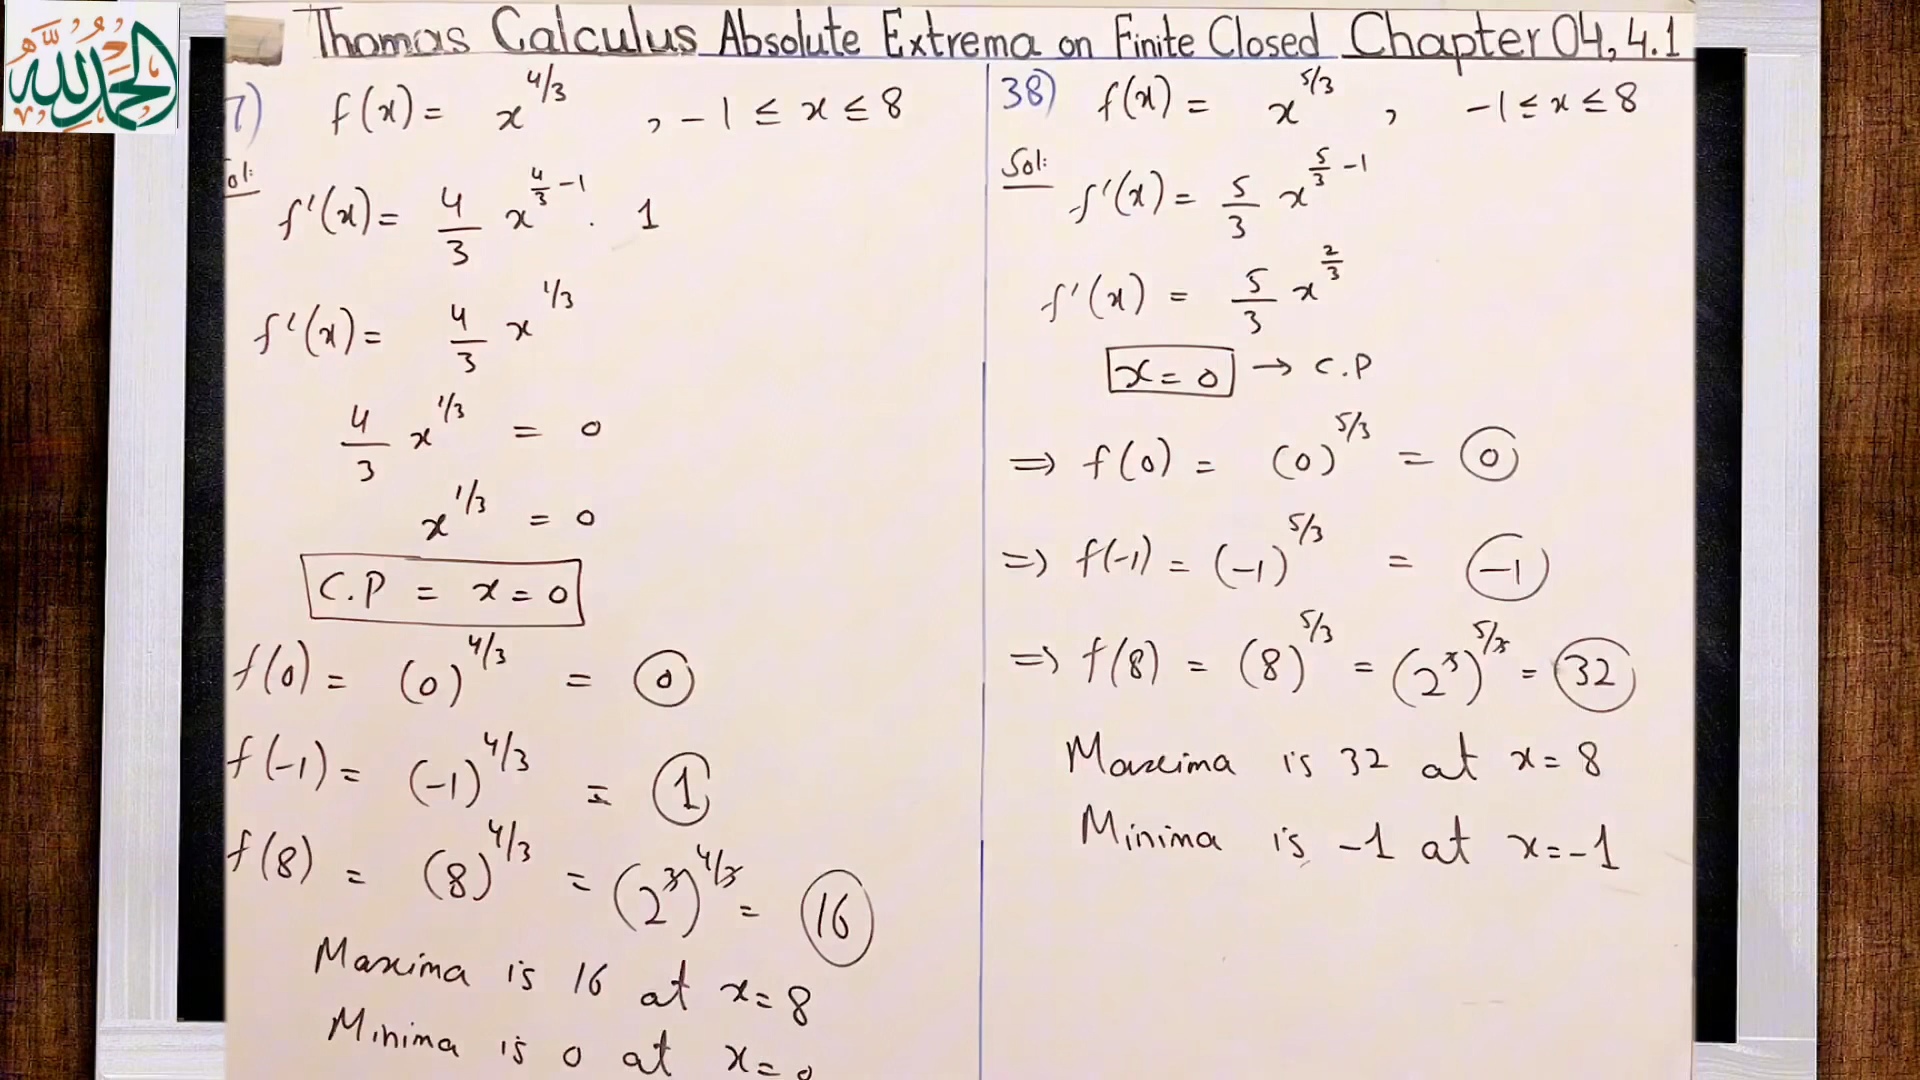 الحمد لله
Thomas Calculus Absolute Extrema on Finite Closed Chapter 04, 4.1
7) f(x) = x^4/3 , -1 ≤ x ≤ 8
ol:
f'(x) = 4/3 x^4/3 -1 . 1
f'(x) = 4/3 x^1/3
4/3 x^1/3 = 0
x^1/3 = 0
C.P = x = 0
f(0) = (0)^4/3 = 0
f(-1) = (-1)^4/3 = 1
f(8) = (8)^4/3 = (2^3)^4/3 = 16
Maxima is 16 at x = 8
Minima is 0 at x = 0
38) f(x) = x^5/3 , -1 ≤ x ≤ 8
Sol:
f'(x) = 5/3 x^5/3 -1
f'(x) = 5/3 x^2/3
x = 0 → C.P
⇒ f(0) = (0)^5/3 = 0
⇒ f(-1) = (-1)^5/3 = -1
⇒ f(8) = (8)^5/3 = (2^3)^5/3 = 32
Maxima is 32 at x = 8
Minima is -1 at x = -1